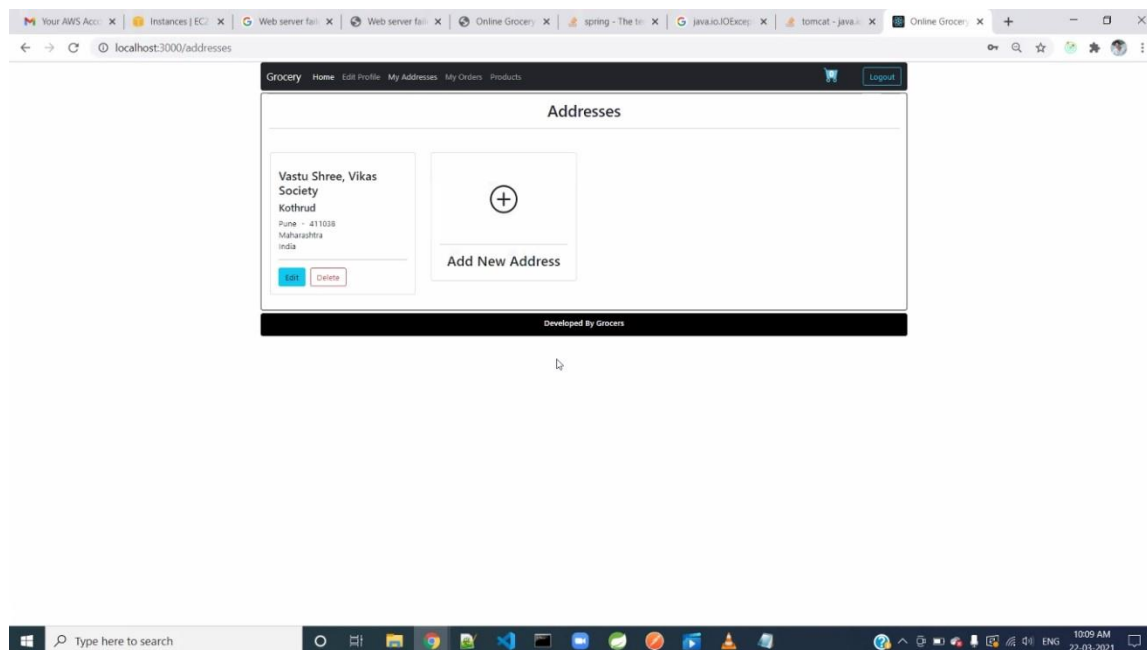 Your AWS Acc
Instances | EC2
Web server fail
Web server fail
Online Grocery
spring - The te
java.io.IOExcep
tomcat - java.i
Online Grocery
localhost:3000/addresses
Grocery Home Edit Profile My Addresses My Orders Products
0
Logout
Addresses
Vastu Shree, Vikas
Society
Kothrud
Pune - 411038
Maharashtra
India
Edit Delete
Add New Address
Developed By Grocers
Type here to search
ENG
10:09 AM
22-03-2021